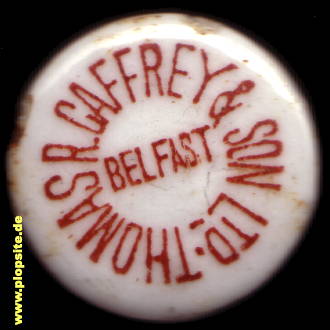 THOMAS R. CAFFREY & SON LTD.
BELFAST
www.plopsite.de